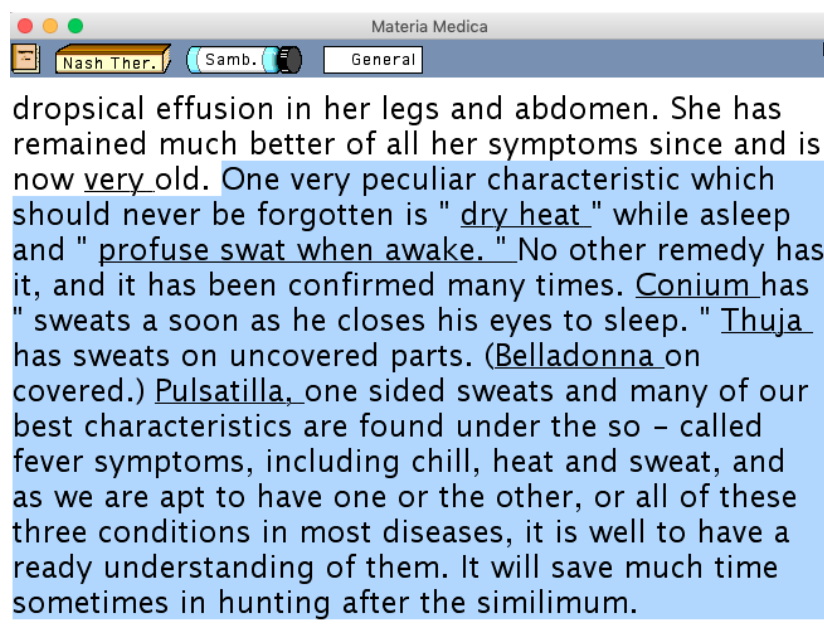 Materia Medica
Nash Ther. Samb. General
dropsical effusion in her legs and abdomen. She has
remained much better of all her symptoms since and is
now very old. One very peculiar characteristic which
should never be forgotten is " dry heat " while asleep
and " profuse swat when awake. " No other remedy has
it, and it has been confirmed many times. Conium has
" sweats a soon as he closes his eyes to sleep. " Thuja
has sweats on uncovered parts. (Belladonna on
covered.) Pulsatilla, one sided sweats and many of our
best characteristics are found under the so – called
fever symptoms, including chill, heat and sweat, and
as we are apt to have one or the other, or all of these
three conditions in most diseases, it is well to have a
ready understanding of them. It will save much time
sometimes in hunting after the similimum.